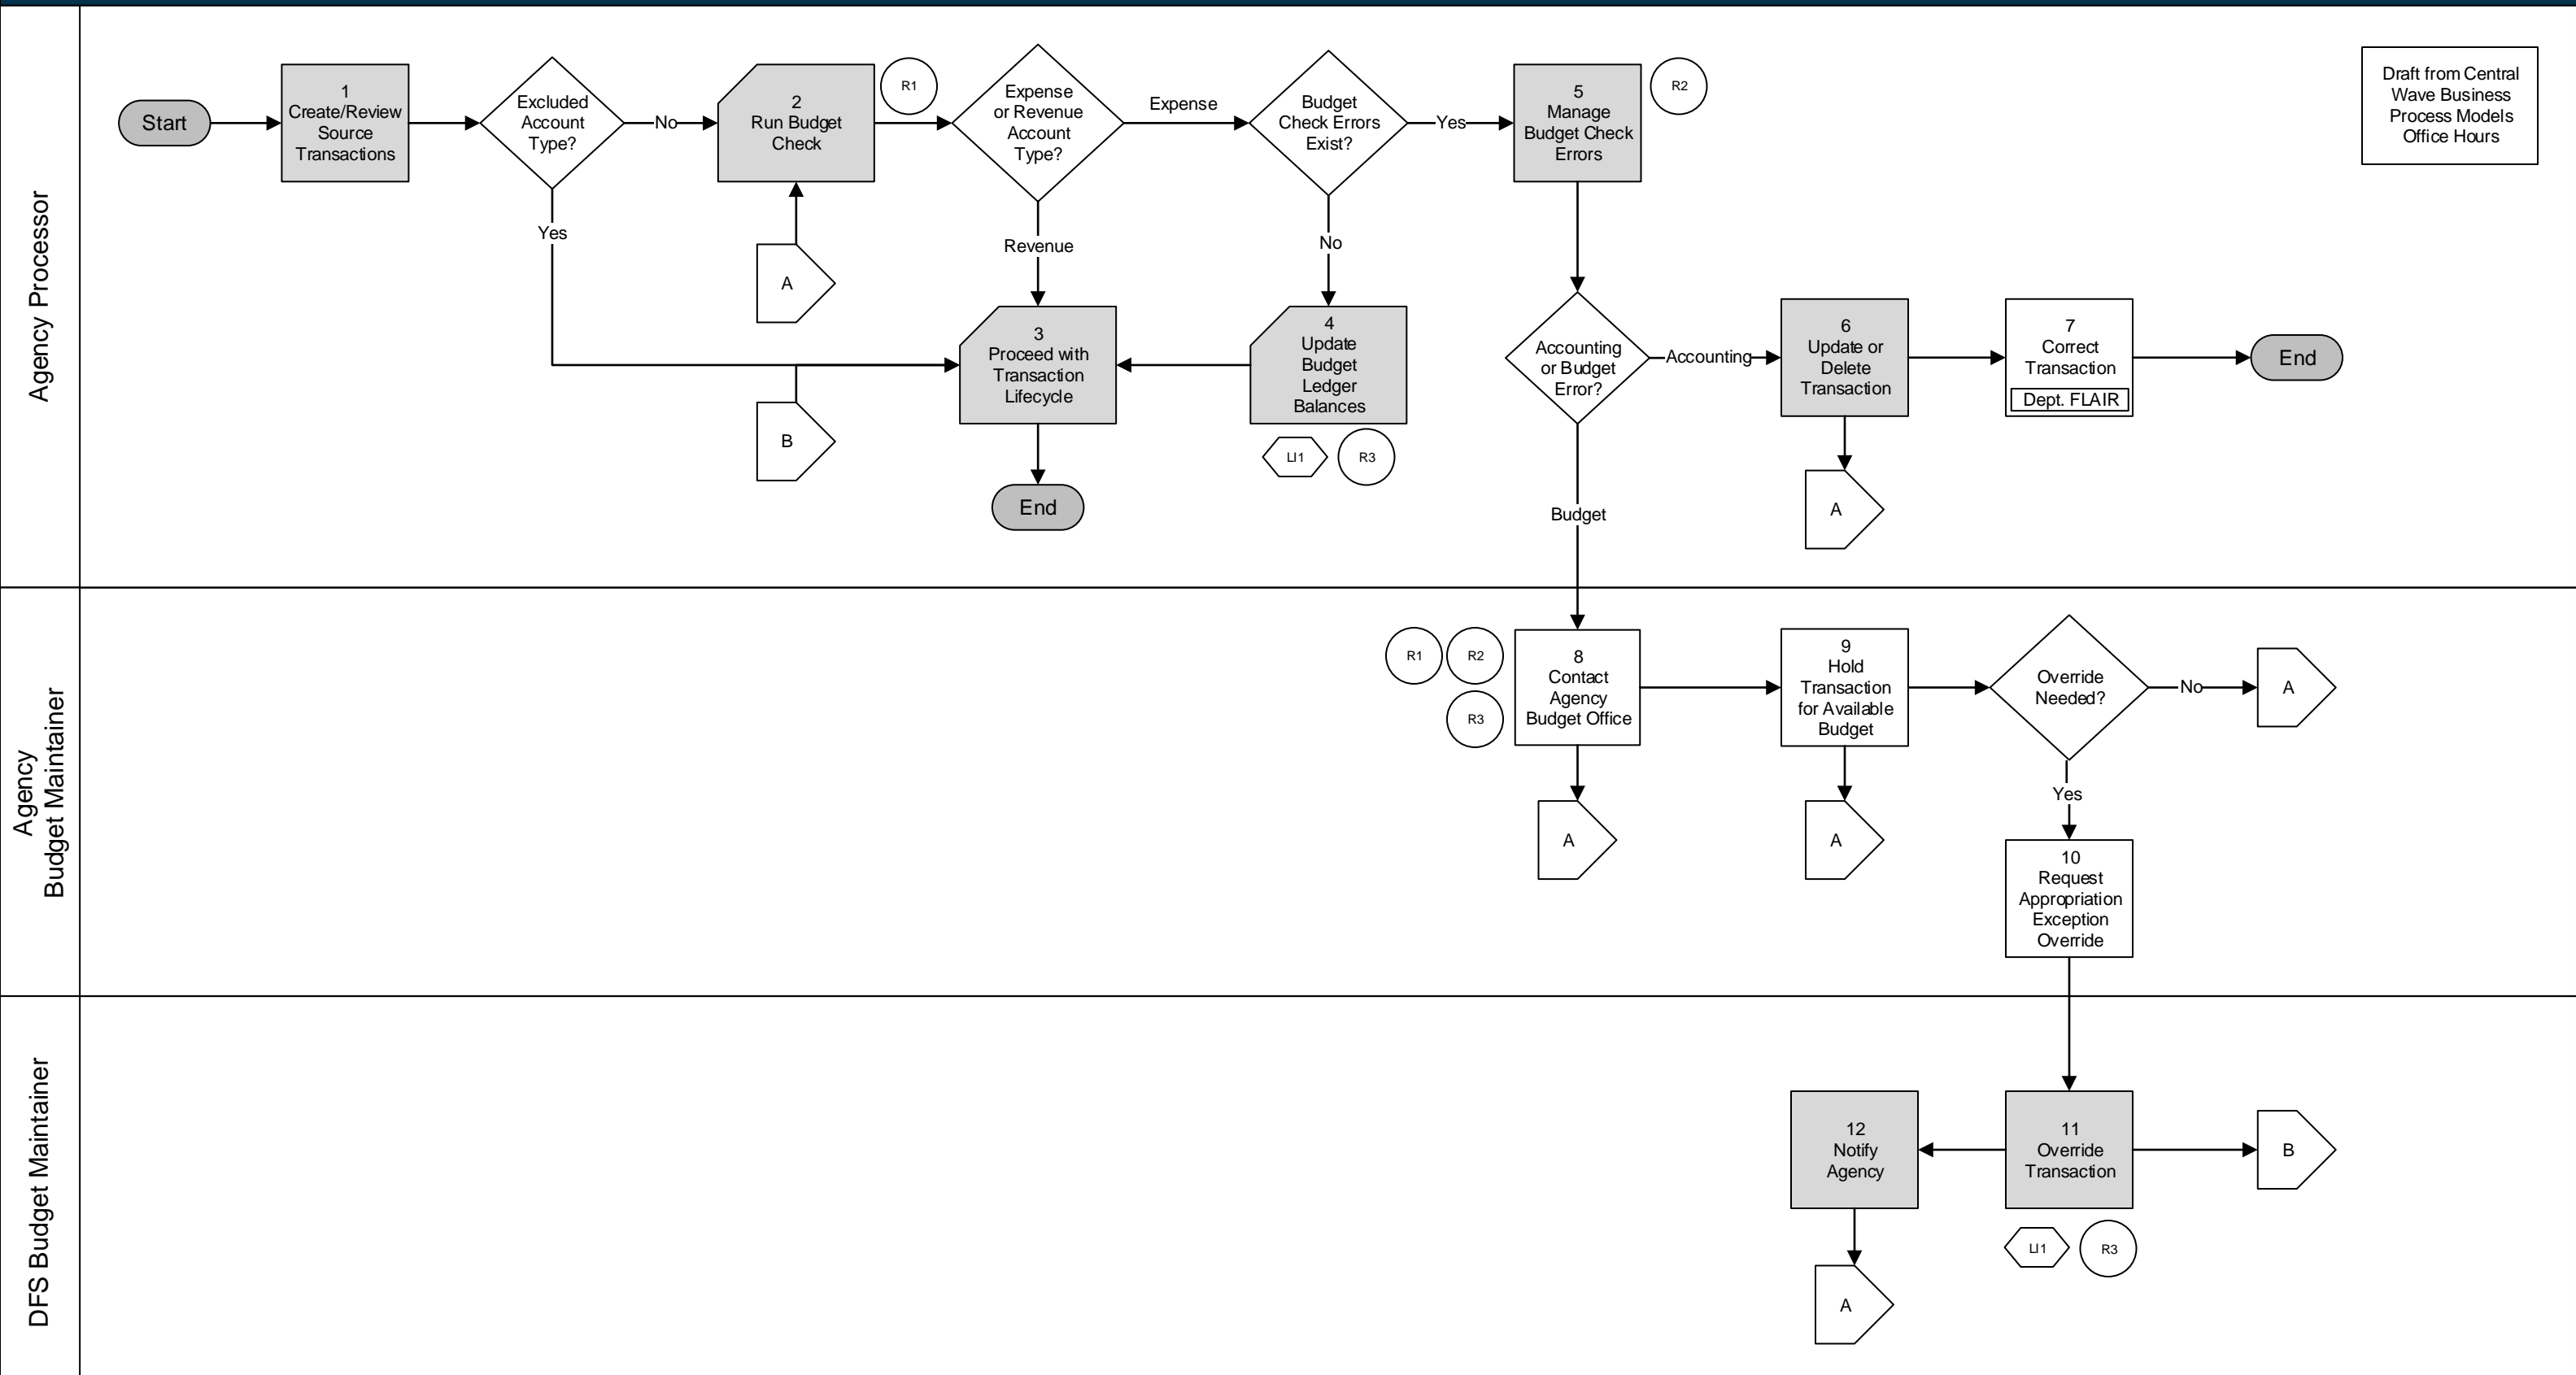 Agency Processor
Start
1
Create/Review
Source
Transactions
Excluded
Account
Type?
No
Yes
2
Run Budget
Check
R1
A
Expense
or Revenue
Account
Type?
Expense
Revenue
Budget
Check Errors
Exist?
Yes
No
5
Manage
Budget Check
Errors
R2
Draft from Central
Wave Business
Process Models
Office Hours
3
Proceed with
Transaction
Lifecycle
B
End
4
Update
Budget
Ledger
Balances
LI1
R3
Accounting
or Budget
Error?
Accounting
Budget
6
Update or
Delete
Transaction
A
7
Correct
Transaction
Dept. FLAIR
End
Agency
Budget Maintainer
R1
R2
R3
8
Contact
Agency
Budget Office
A
9
Hold
Transaction
for Available
Budget
A
Override
Needed?
No
A
Yes
10
Request
Appropriation
Exception
Override
DFS Budget Maintainer
12
Notify
Agency
A
11
Override
Transaction
LI1
R3
B